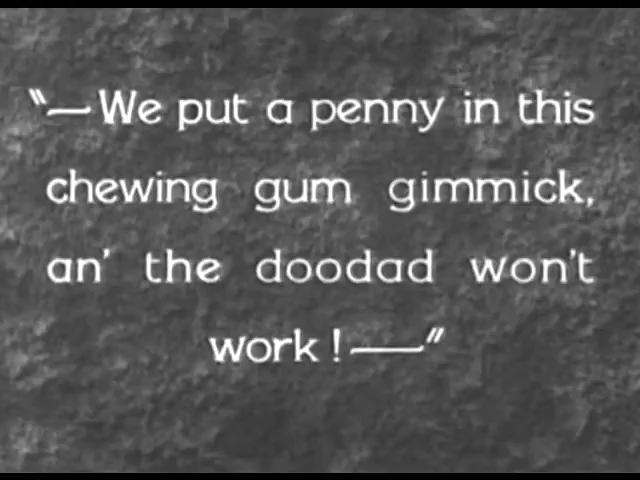 "—We put a penny in this
chewing gum gimmick,
an' the doodad won't
work!——"